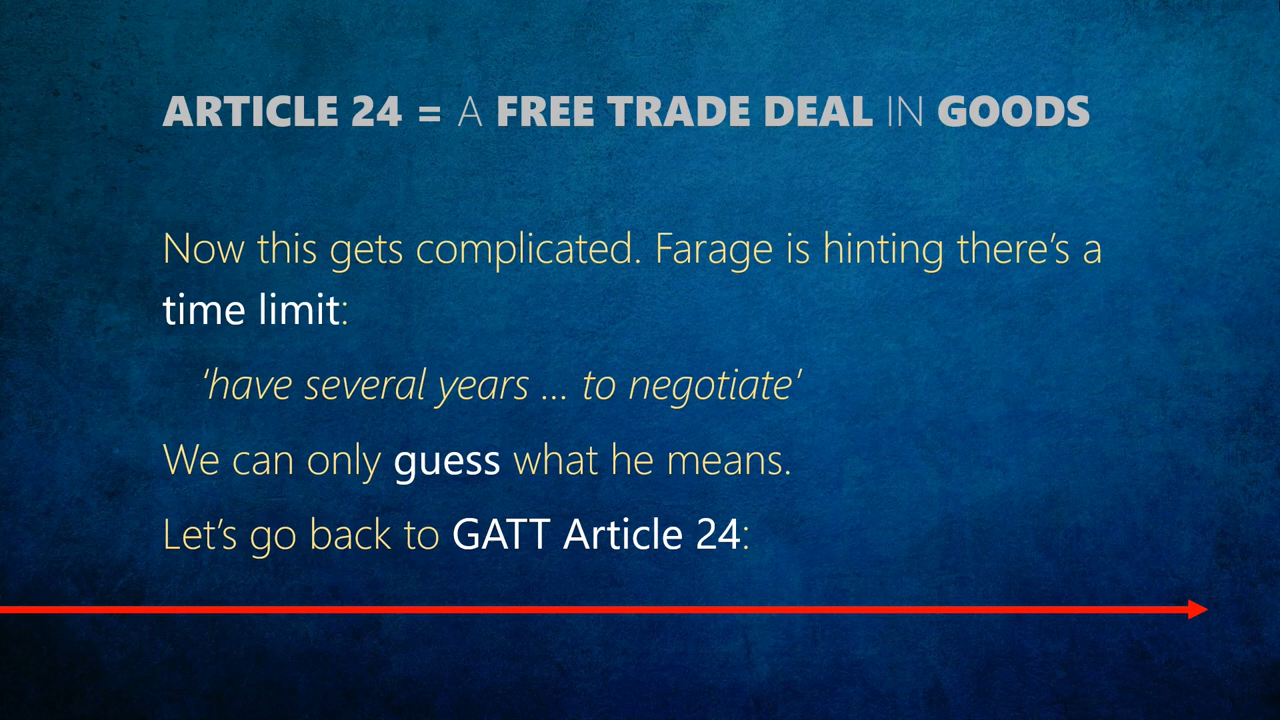 ARTICLE 24 = A FREE TRADE DEAL IN GOODS
Now this gets complicated. Farage is hinting there’s a
time limit:
‘have several years ... to negotiate’
We can only guess what he means.
Let’s go back to GATT Article 24: